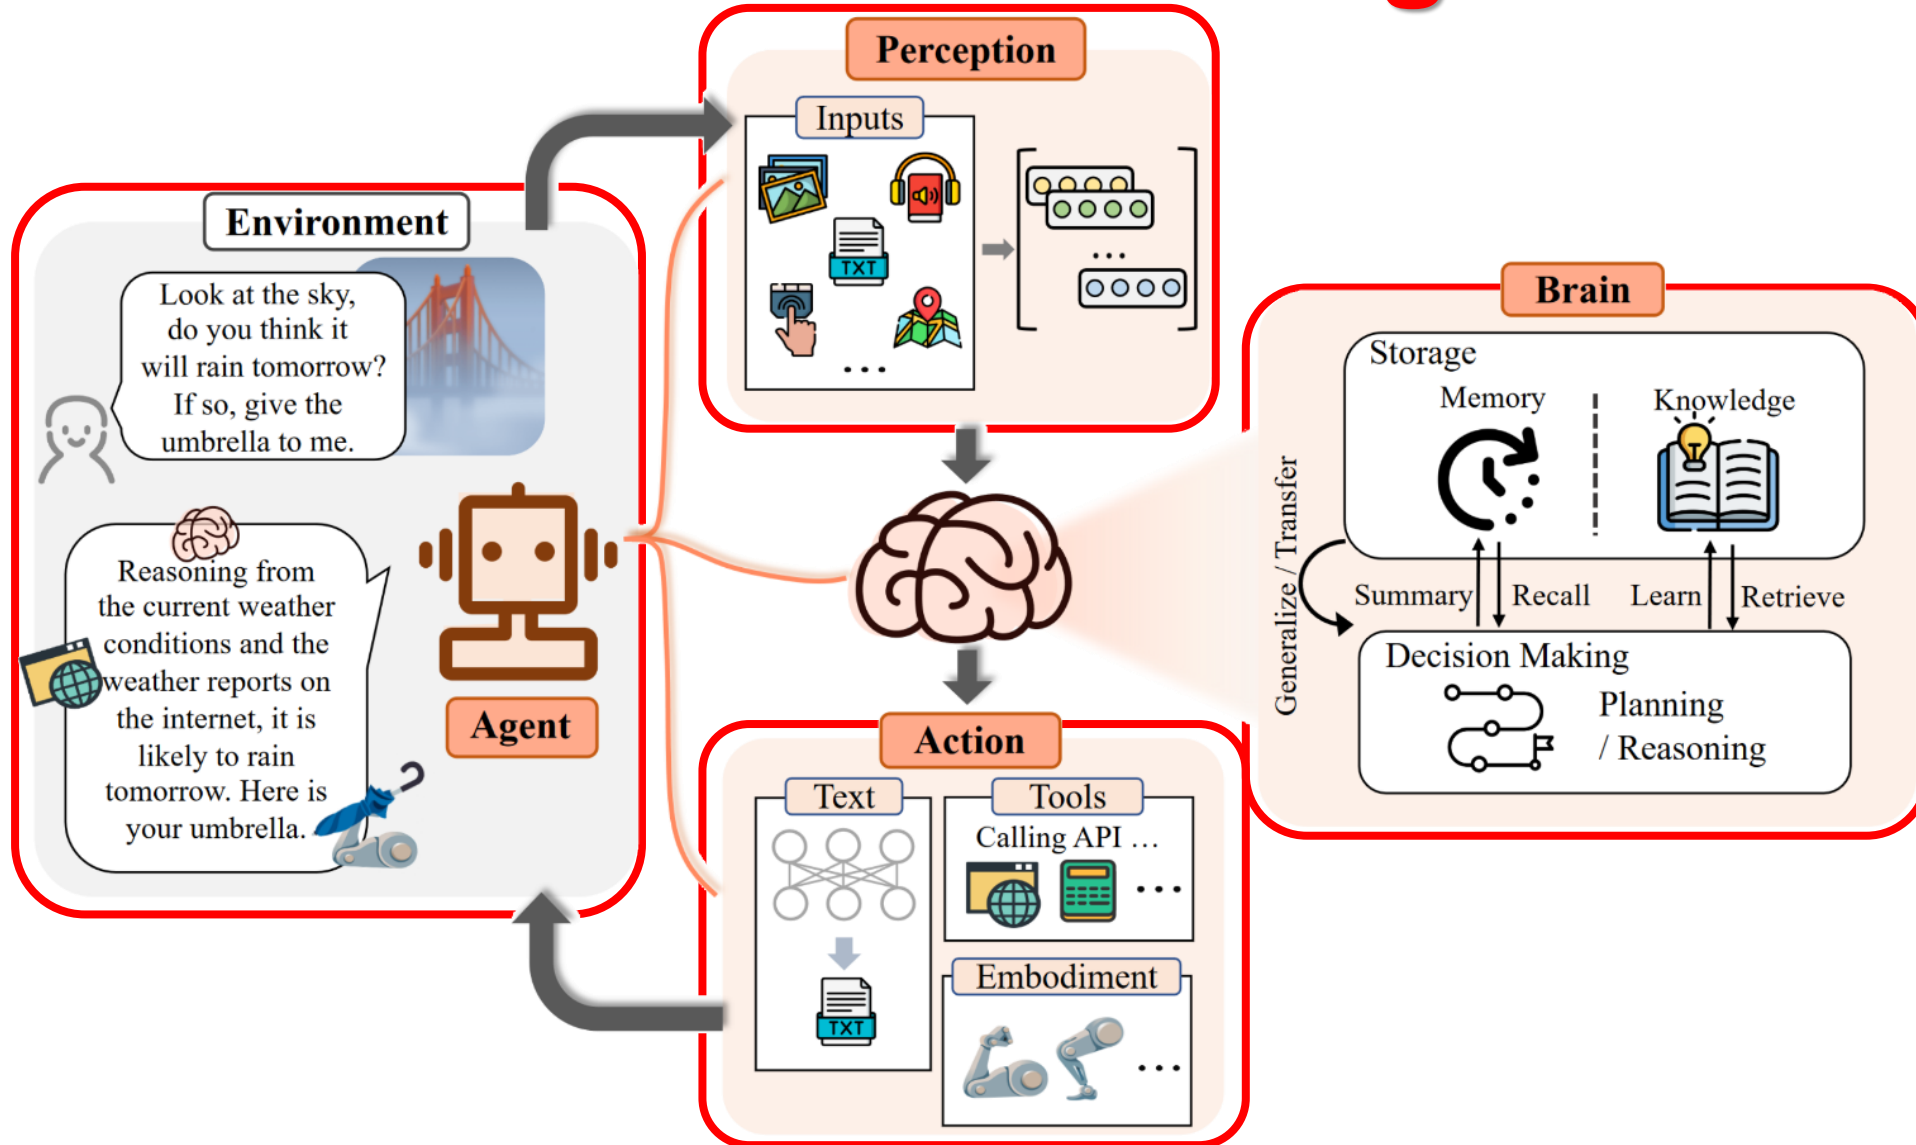 Perception
Inputs
TXT
...
...
Environment
Look at the sky,
do you think it
will rain tomorrow?
If so, give the
umbrella to me.
Reasoning from
the current weather
conditions and the
weather reports on
the internet, it is
likely to rain
tomorrow. Here is
your umbrella.
Agent
Brain
Storage
Memory
Knowledge
Generalize / Transfer
Summary
Recall
Learn
Retrieve
Decision Making
Planning
/ Reasoning
Action
Text
TXT
Tools
Calling API ...
...
Embodiment
...